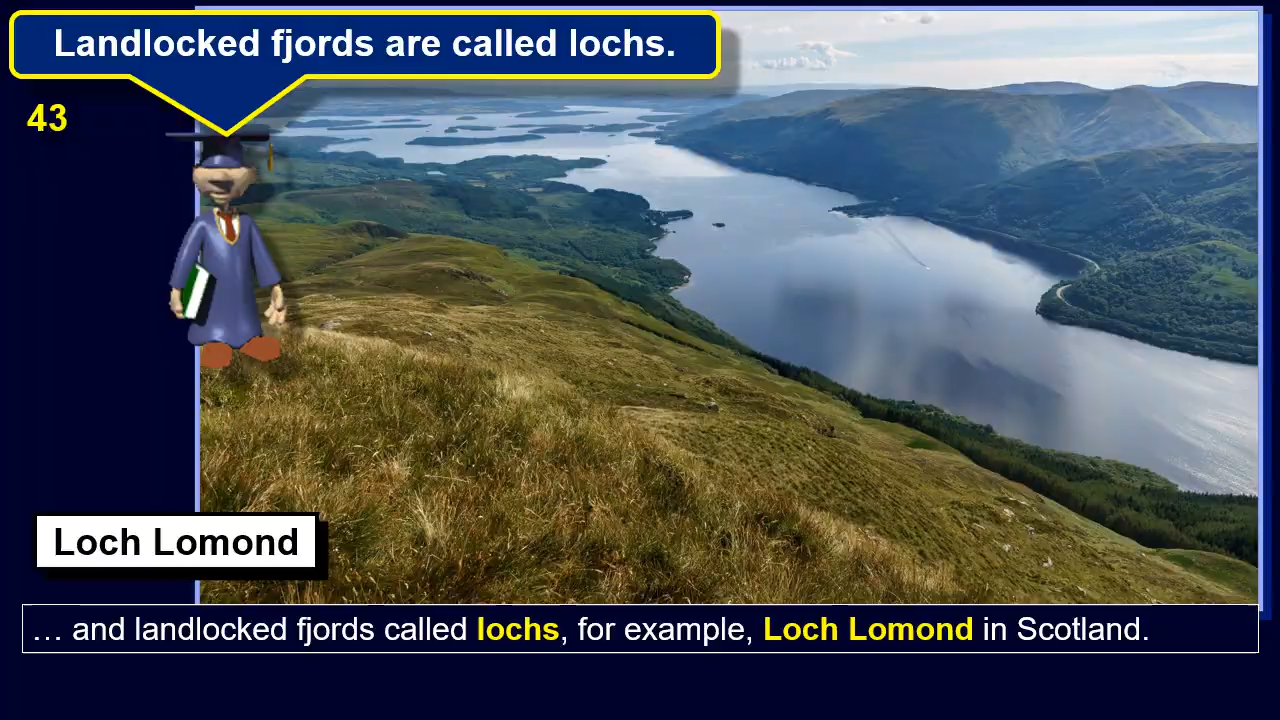 Landlocked fjords are called lochs.
43
Loch Lomond
… and landlocked fjords called lochs, for example, Loch Lomond in Scotland.